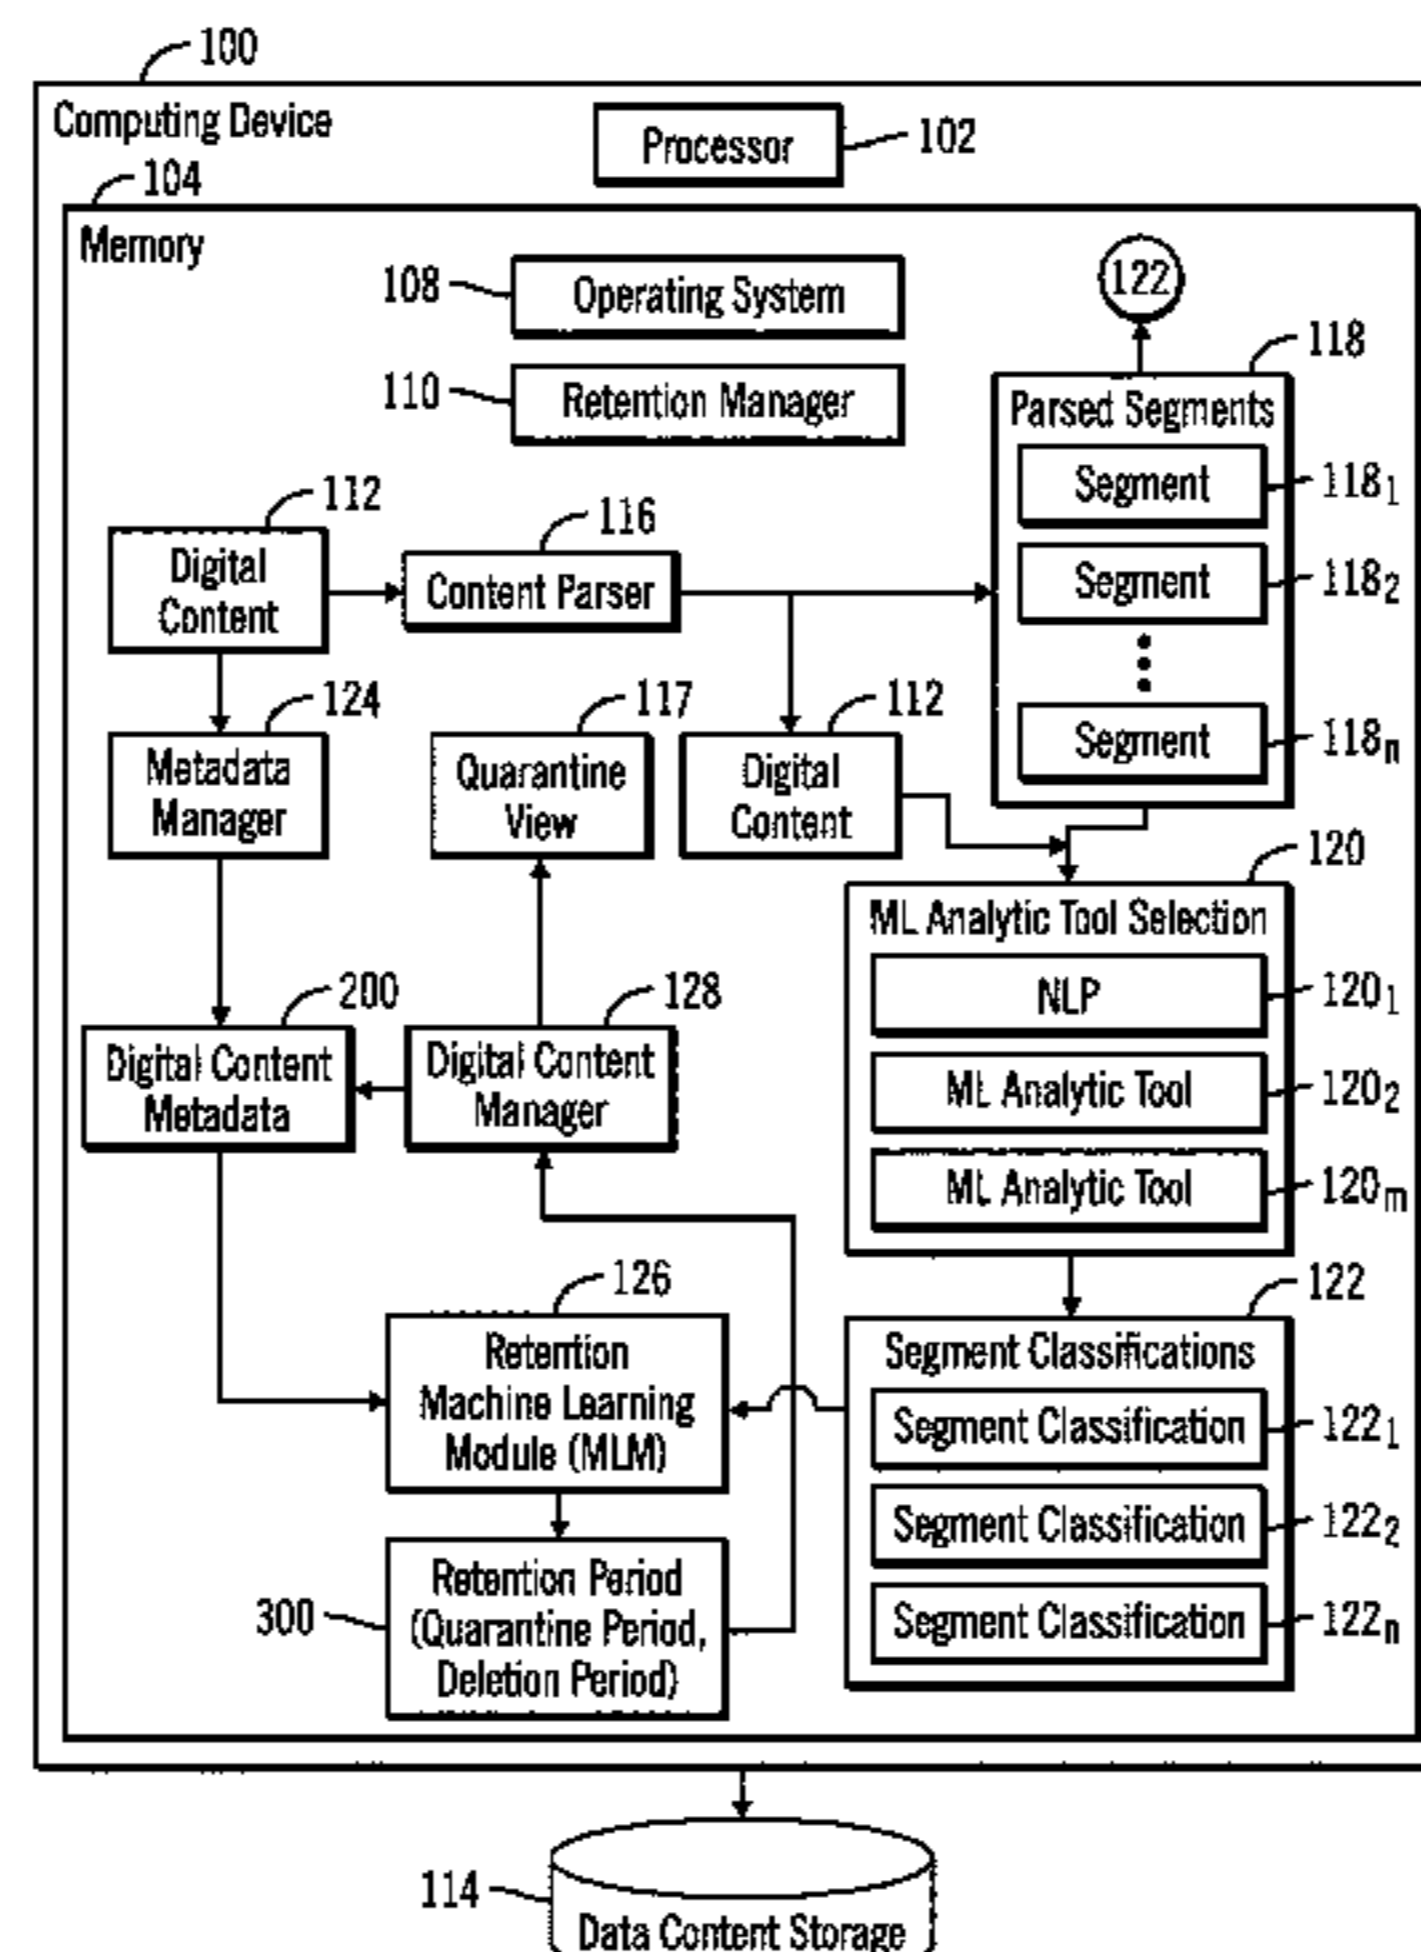 100
Computing Device
Processor
102
104
Memory
108
Operating System
122
110
Retention Manager
118
Parsed Segments
Segment
118₁
Segment
118₂
Segment
118ₙ
112
Digital
Content
116
Content Parser
124
Metadata
Manager
117
Quarantine
View
112
Digital
Content
120
ML Analytic Tool Selection
NLP
120₁
ML Analytic Tool
120₂
ML Analytic Tool
120ₘ
200
Digital Content
Metadata
128
Digital Content
Manager
126
Retention
Machine Learning
Module (MLM)
122
Segment Classifications
Segment Classification
122₁
Segment Classification
122₂
Segment Classification
122ₙ
300
Retention Period
(Quarantine Period,
Deletion Period)
114
Data Content Storage